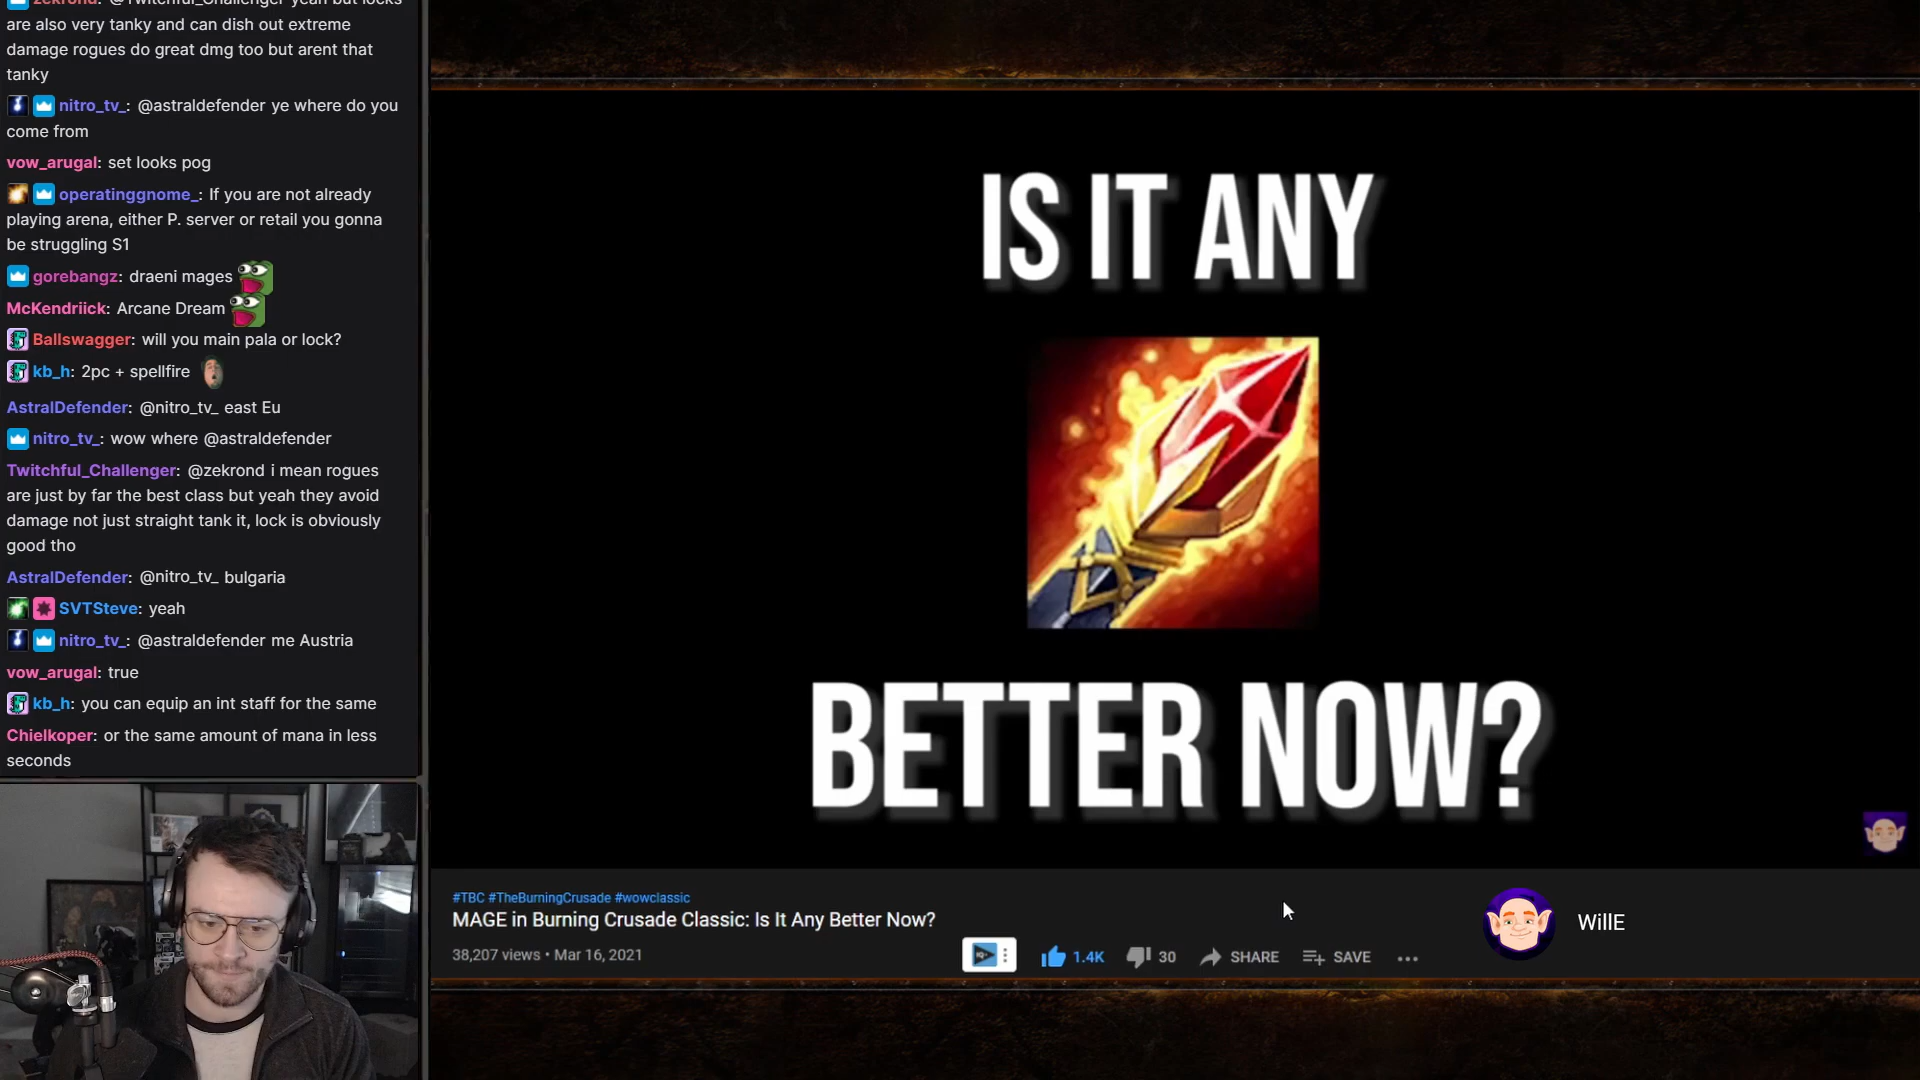 zekrond: @Twitchful_Challenger yeah but locks
are also very tanky and can dish out extreme
damage rogues do great dmg too but arent that
tanky
nitro_tv_: @astraldefender ye where do you
come from
vow_arugal: set looks pog
operatinggnome_: If you are not already
playing arena, either P. server or retail you gonna
be struggling S1
gorebangz: draeni mages
McKendriick: Arcane Dream
Ballswagger: will you main pala or lock?
kb_h: 2pc + spellfire
AstralDefender: @nitro_tv_ east Eu
nitro_tv_: wow where @astraldefender
Twitchful_Challenger: @zekrond i mean rogues
are just by far the best class but yeah they avoid
damage not just straight tank it, lock is obviously
good tho
AstralDefender: @nitro_tv_ bulgaria
SVTSteve: yeah
nitro_tv_: @astraldefender me Austria
vow_arugal: true
kb_h: you can equip an int staff for the same
Chielkoper: or the same amount of mana in less
seconds
IS IT ANY
BETTER NOW?
#TBC #TheBurningCrusade #wowclassic
MAGE in Burning Crusade Classic: Is It Any Better Now?
38,207 views • Mar 16, 2021
1.4K
30
SHARE
SAVE
WillE